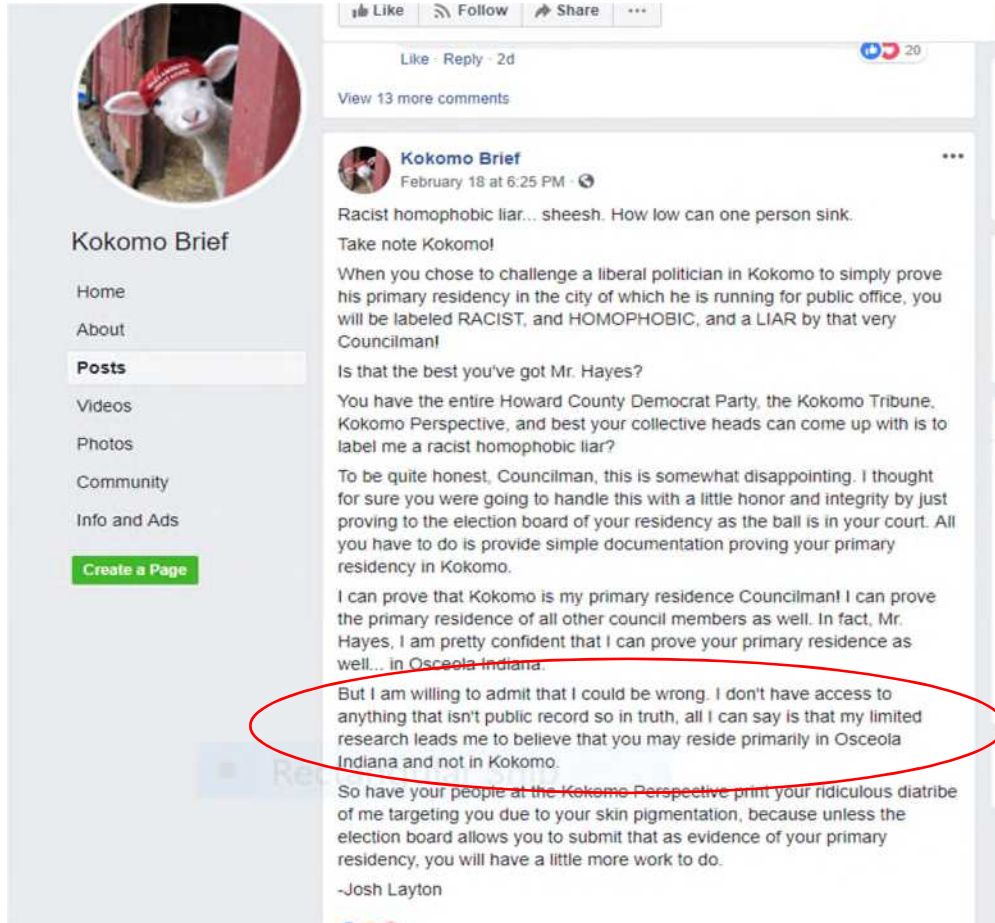 Like Follow Share ...
Like · Reply · 2d
20
View 13 more comments
MAKE AMERICA GREAT AGAIN
Kokomo Brief
Home
About
Posts
Videos
Photos
Community
Info and Ads
Create a Page
Kokomo Brief
February 18 at 6:25 PM ·
Racist homophobic liar... sheesh. How low can one person sink.
Take note Kokomo!
When you chose to challenge a liberal politician in Kokomo to simply prove
his primary residency in the city of which he is running for public office, you
will be labeled RACIST, and HOMOPHOBIC, and a LIAR by that very
Councilman!
Is that the best you've got Mr. Hayes?
You have the entire Howard County Democrat Party, the Kokomo Tribune,
Kokomo Perspective, and best your collective heads can come up with is to
label me a racist homophobic liar?
To be quite honest, Councilman, this is somewhat disappointing. I thought
for sure you were going to handle this with a little honor and integrity by just
proving to the election board of your residency as the ball is in your court. All
you have to do is provide simple documentation proving your primary
residency in Kokomo.
I can prove that Kokomo is my primary residence Councilman! I can prove
the primary residence of all other council members as well. In fact, Mr.
Hayes, I am pretty confident that I can prove your primary residence as
well... in Osceola Indiana.
But I am willing to admit that I could be wrong. I don't have access to
anything that isn't public record so in truth, all I can say is that my limited
research leads me to believe that you may reside primarily in Osceola
Indiana and not in Kokomo.
So have your people at the Kokomo Perspective print your ridiculous diatribe
of me targeting you due to your skin pigmentation, because unless the
election board allows you to submit that as evidence of your primary
residency, you will have a little more work to do.
-Josh Layton